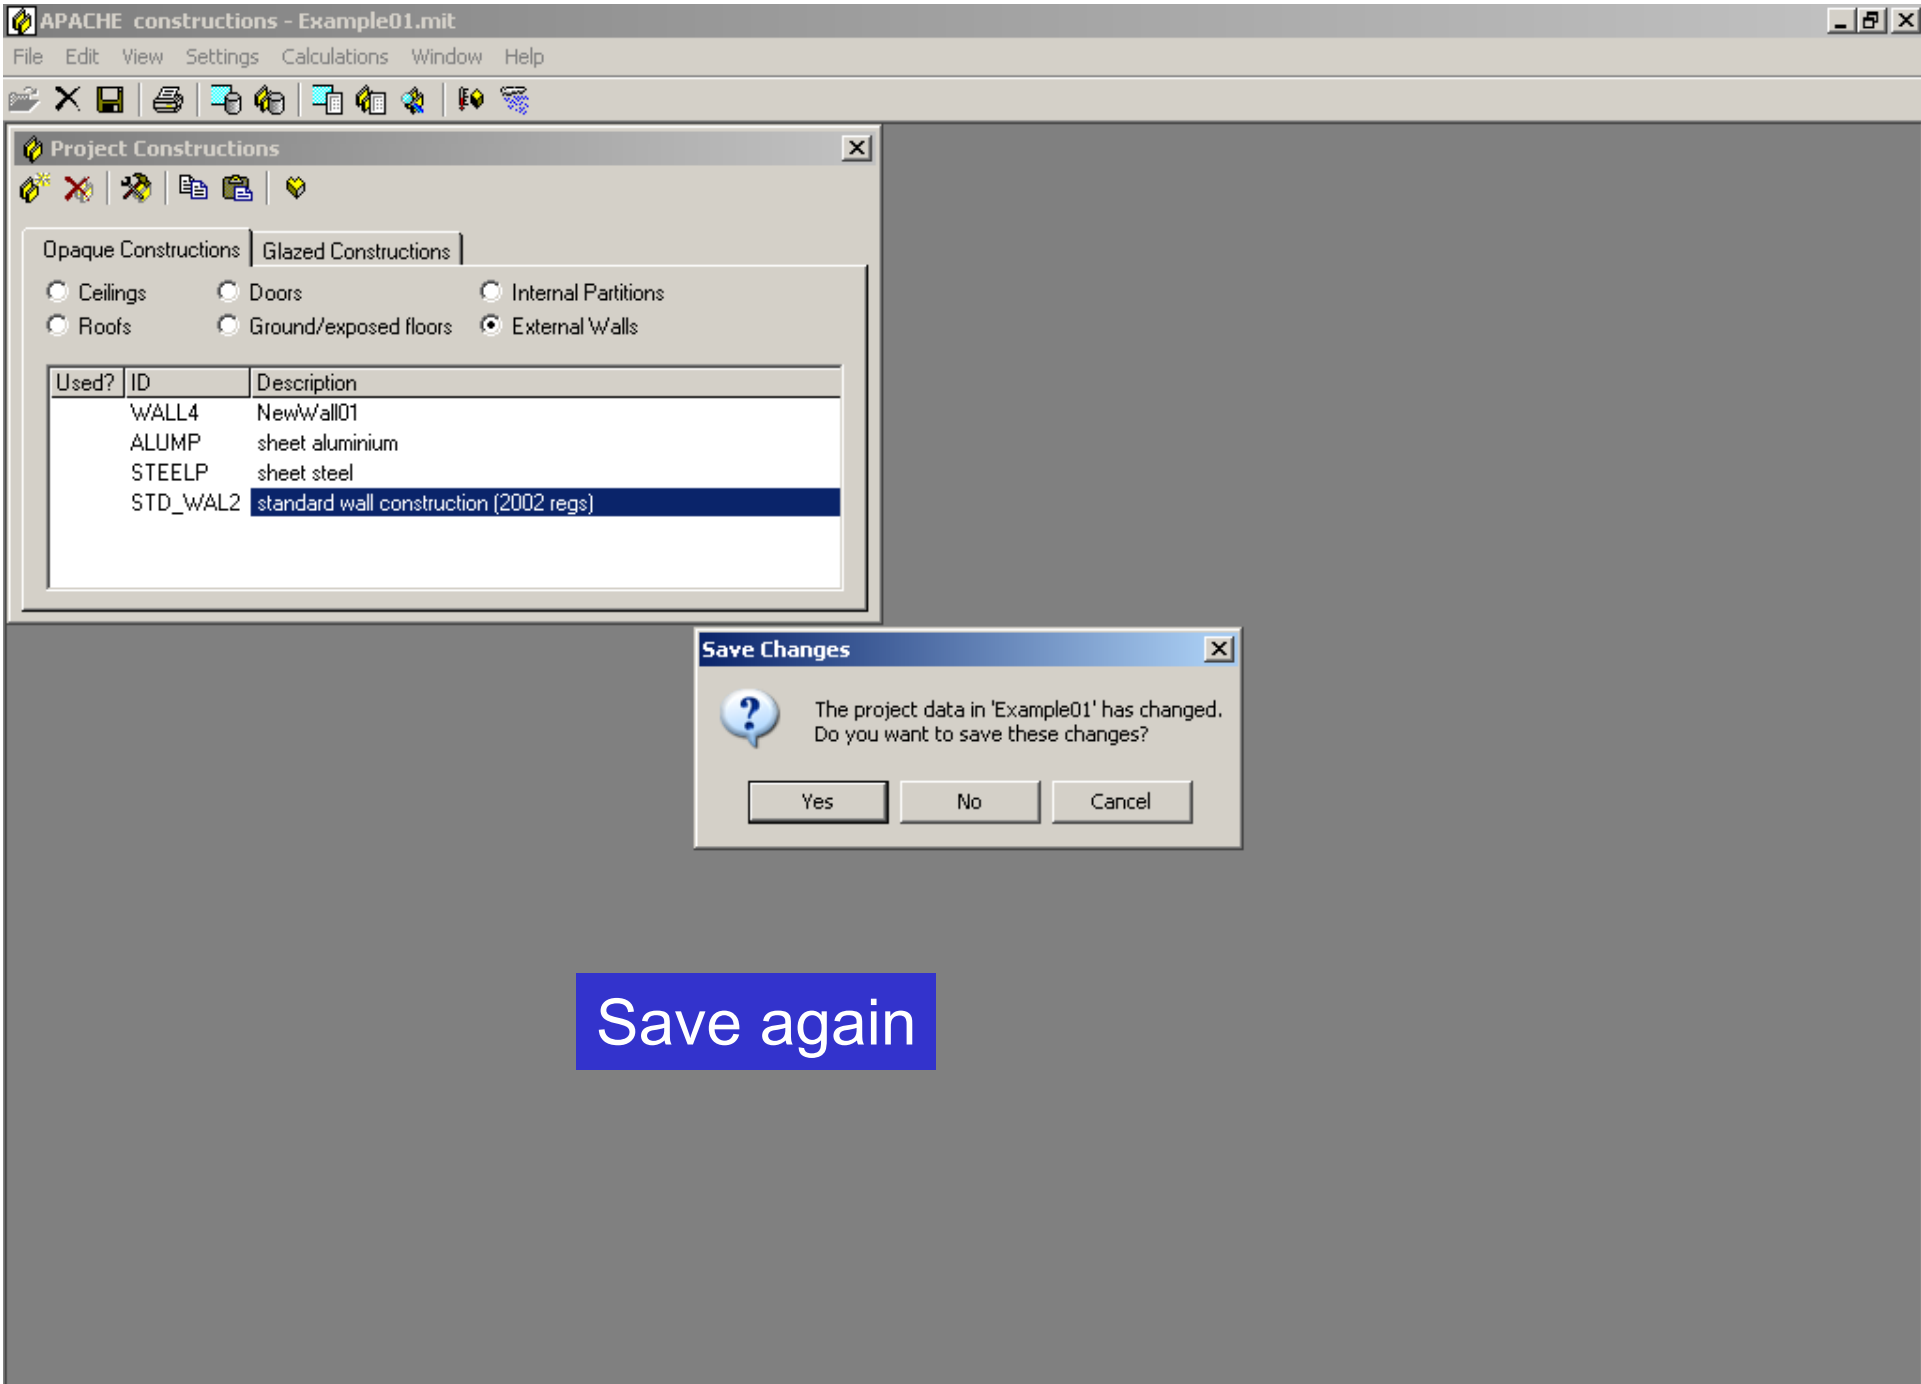 APACHE constructions - Example01.mit
File Edit View Settings Calculations Window Help
Project Constructions
Opaque Constructions Glazed Constructions
Ceilings Doors Internal Partitions
Roofs Ground/exposed floors External Walls
Used? ID Description
WALL4 NewWall01
ALUMP sheet aluminium
STEELP sheet steel
STD_WAL2 standard wall construction (2002 regs)
Save Changes
The project data in 'Example01' has changed.
Do you want to save these changes?
Yes No Cancel
Save again